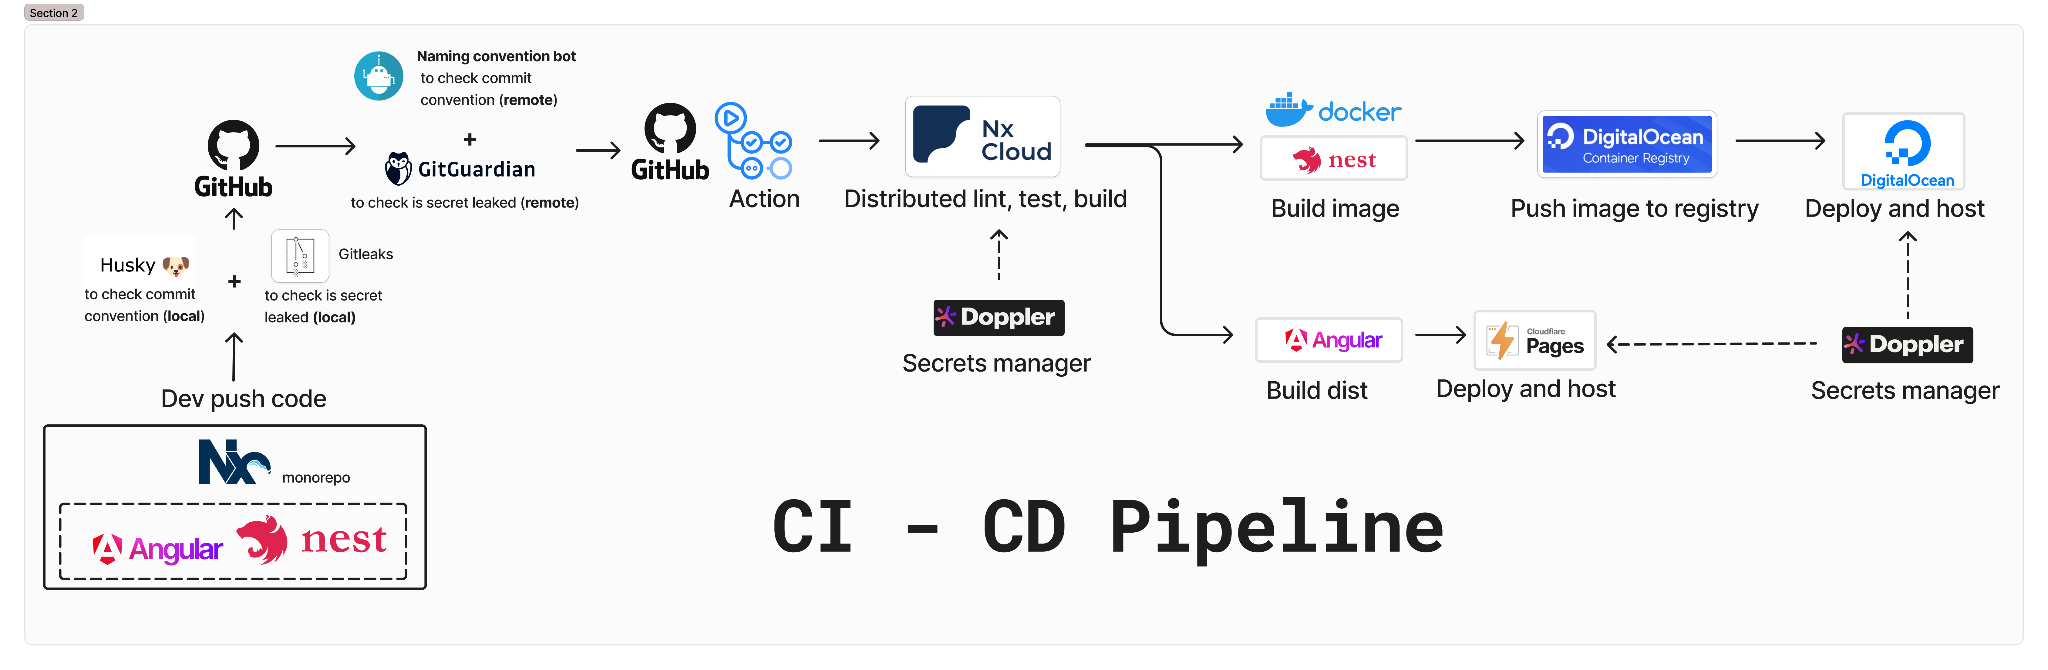 Section 2
Naming convention bot
to check commit
convention (remote)
+
GitGuardian
to check is secret leaked (remote)
GitHub
GitHub
Action
Nx
Cloud
Distributed lint, test, build
docker
nest
Build image
DigitalOcean
Container Registry
Push image to registry
DigitalOcean
Deploy and host
Husky
to check commit
convention (local)
+
Gitleaks
to check is secret
leaked (local)
Doppler
Secrets manager
Angular
Build dist
Cloudflare
Pages
Deploy and host
Doppler
Secrets manager
Dev push code
Nx
monorepo
Angular
nest
CI - CD Pipeline